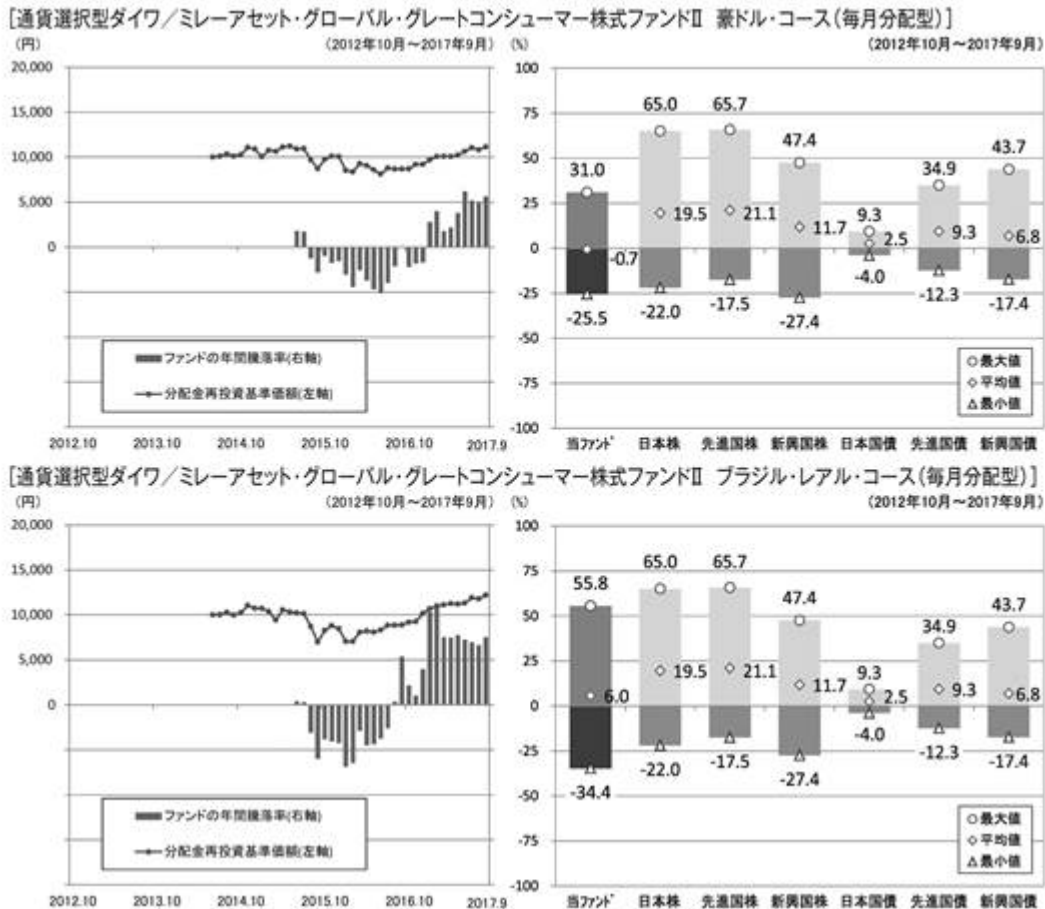 [通貨選択型ダイワ／ミレーアセット・グローバル・グレートコンシューマー株式ファンドⅡ 豪ドル・コース（毎月分配型）]
(円) (2012年10月～2017年9月)
20,000
15,000
10,000
5,000
0
ファンドの年間騰落率(右軸)
分配金再投資基準価額(左軸)
2012.10 2013.10 2014.10 2015.10 2016.10 2017.9
(%) (2012年10月～2017年9月)
100
75
50
25
0
-25
-50
-75
-100
31.0 65.0 65.7 47.4 9.3 34.9 43.7
-0.7 19.5 21.1 11.7 2.5 9.3 6.8
-25.5 -22.0 -17.5 -27.4 -4.0 -12.3 -17.4
○最大値
◇平均値
△最小値
当ファンド 日本株 先進国株 新興国株 日本国債 先進国債 新興国債
[通貨選択型ダイワ／ミレーアセット・グローバル・グレートコンシューマー株式ファンドⅡ ブラジル・レアル・コース（毎月分配型）]
(円) (2012年10月～2017年9月)
20,000
15,000
10,000
5,000
0
ファンドの年間騰落率(右軸)
分配金再投資基準価額(左軸)
2012.10 2013.10 2014.10 2015.10 2016.10 2017.9
(%) (2012年10月～2017年9月)
100
75
50
25
0
-25
-50
-75
-100
55.8 65.0 65.7 47.4 9.3 34.9 43.7
6.0 19.5 21.1 11.7 2.5 9.3 6.8
-34.4 -22.0 -17.5 -27.4 -4.0 -12.3 -17.4
○最大値
◇平均値
△最小値
当ファンド 日本株 先進国株 新興国株 日本国債 先進国債 新興国債